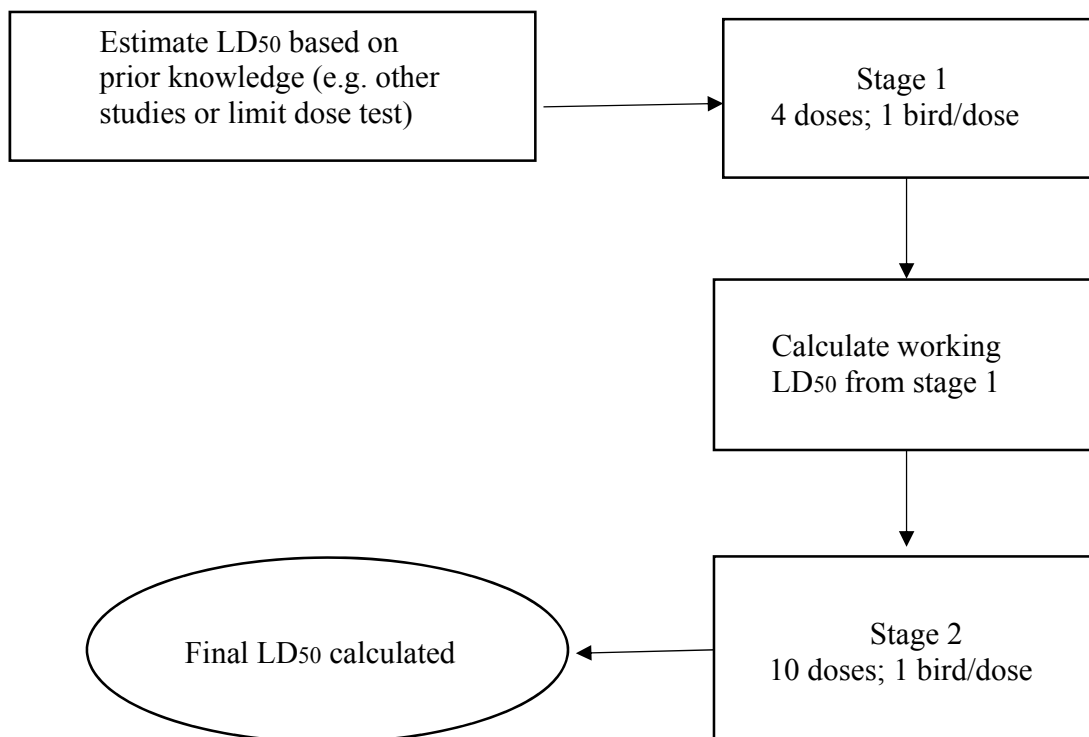 Estimate LD50 based on
prior knowledge (e.g. other
studies or limit dose test)
Stage 1
4 doses; 1 bird/dose
Calculate working
LD50 from stage 1
Stage 2
10 doses; 1 bird/dose
Final LD50 calculated